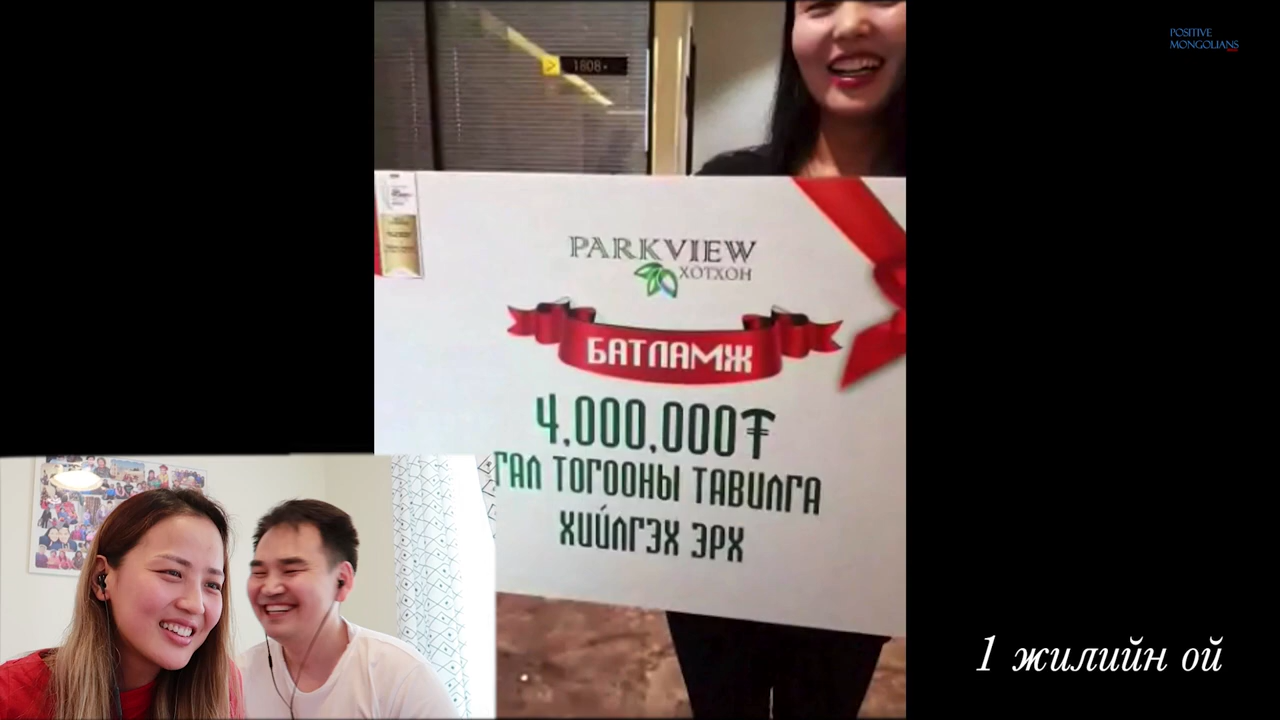 POSITIVE
MONGOLIANS
1808
PARKVIEW
ХОТХОН
БАТЛАМЖ
4.000.000₮
ГАЛ ТОГООНЫ ТАВИЛГА
ХИЙЛГЭХ ЭРХ
1 жилийн ой